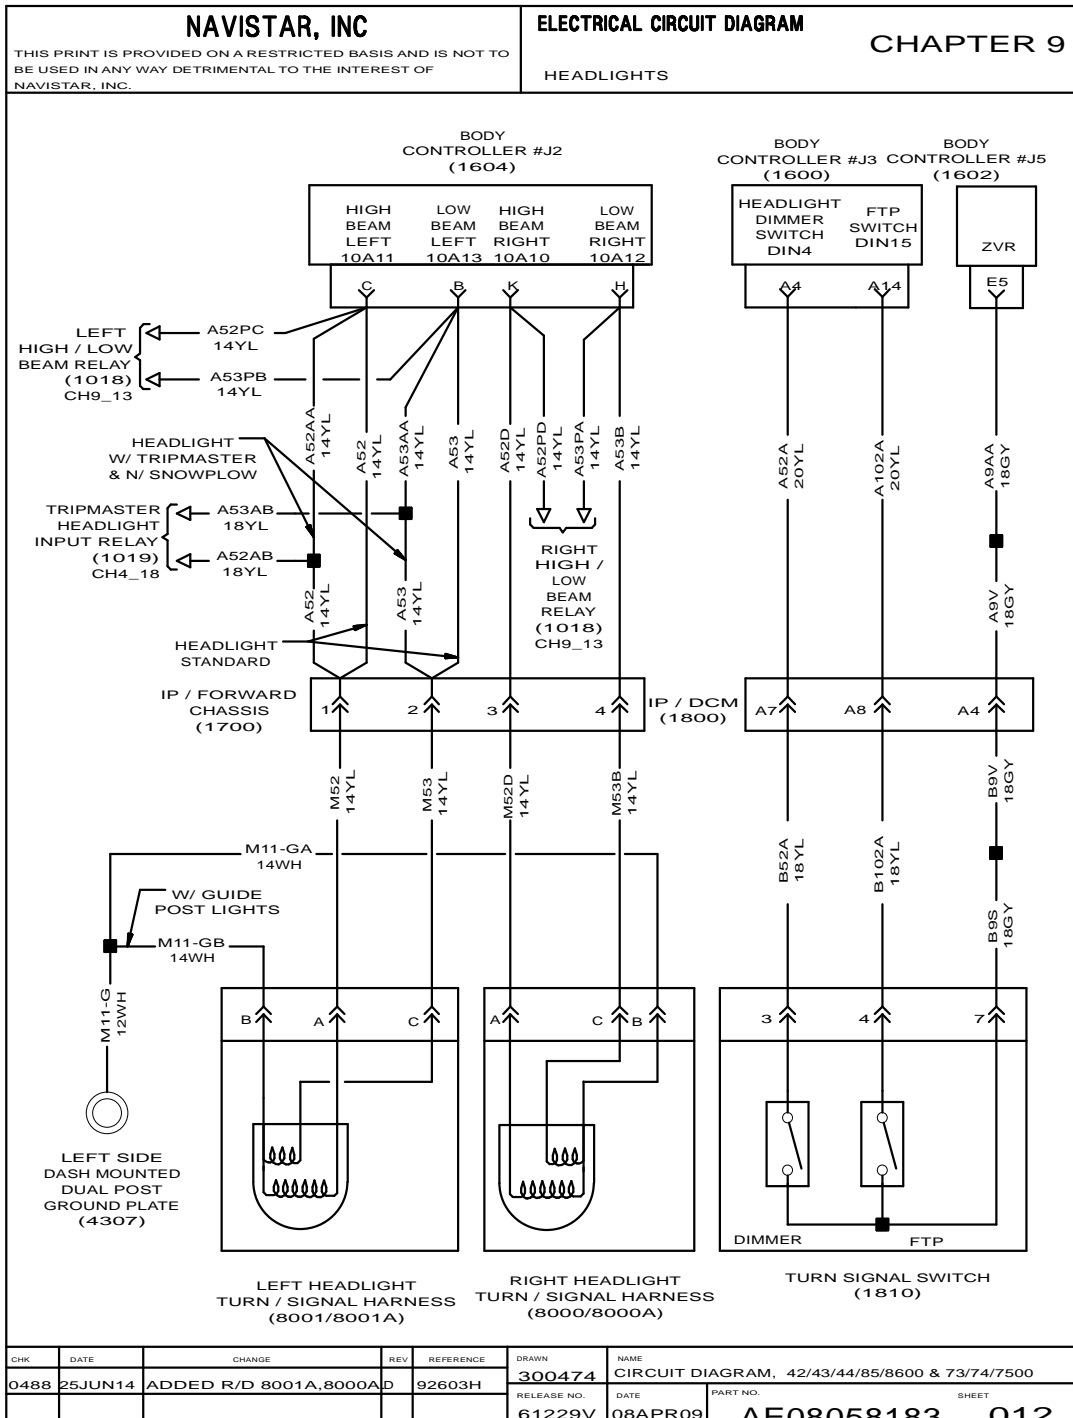 NAVISTAR, INC
THIS PRINT IS PROVIDED ON A RESTRICTED BASIS AND IS NOT TO
BE USED IN ANY WAY DETRIMENTAL TO THE INTEREST OF
NAVISTAR, INC.
ELECTRICAL CIRCUIT DIAGRAM
CHAPTER 9
HEADLIGHTS
BODY
CONTROLLER #J2
(1604)
BODY
CONTROLLER #J3
(1600)
BODY
CONTROLLER #J5
(1602)
HIGH
BEAM
LEFT
10A11
LOW
BEAM
LEFT
10A13
HIGH
BEAM
RIGHT
10A10
LOW
BEAM
RIGHT
10A12
HEADLIGHT
DIMMER
SWITCH
DIN4
FTP
SWITCH
DIN15
ZVR
C
B
K
H
A4
A14
E5
LEFT
HIGH / LOW
BEAM RELAY
(1018)
CH9_13
A52PC
14YL
A53PB
14YL
A52AA
14YL
A52
14YL
A53AA
14YL
A53
14YL
A52D
14YL
A52PD
14YL
A53PA
14YL
A53B
14YL
A52A
20YL
A102A
20YL
A9AA
18GY
HEADLIGHT
W/ TRIPMASTER
& N/ SNOWPLOW
TRIPMASTER
HEADLIGHT
INPUT RELAY
(1019)
CH4_18
A53AB
18YL
A52AB
18YL
RIGHT
HIGH /
LOW
BEAM
RELAY
(1018)
CH9_13
A52
14YL
A53
14YL
A9V
18GY
HEADLIGHT
STANDARD
IP / FORWARD
CHASSIS
(1700)
1
2
3
4
IP / DCM
(1800)
A7
A8
A4
M52
14YL
M53
14YL
M52D
14YL
M53B
14YL
B9V
18GY
M11-GA
14WH
B52A
18YL
B102A
18YL
W/ GUIDE
POST LIGHTS
M11-GB
14WH
B9S
18GY
M11-G
12WH
B
A
C
A
C
B
3
4
7
LEFT SIDE
DASH MOUNTED
DUAL POST
GROUND PLATE
(4307)
DIMMER
FTP
LEFT HEADLIGHT
TURN / SIGNAL HARNESS
(8001/8001A)
RIGHT HEADLIGHT
TURN / SIGNAL HARNESS
(8000/8000A)
TURN SIGNAL SWITCH
(1810)
CHK DATE CHANGE REV REFERENCE
0488 25JUN14 ADDED R/D 8001A,8000A D 92603H
DRAWN
300474
NAME
CIRCUIT DIAGRAM, 42/43/44/85/8600 & 73/74/7500
RELEASE NO.
61229V
DATE
08APR09
PART NO.
AE08058183
SHEET
012